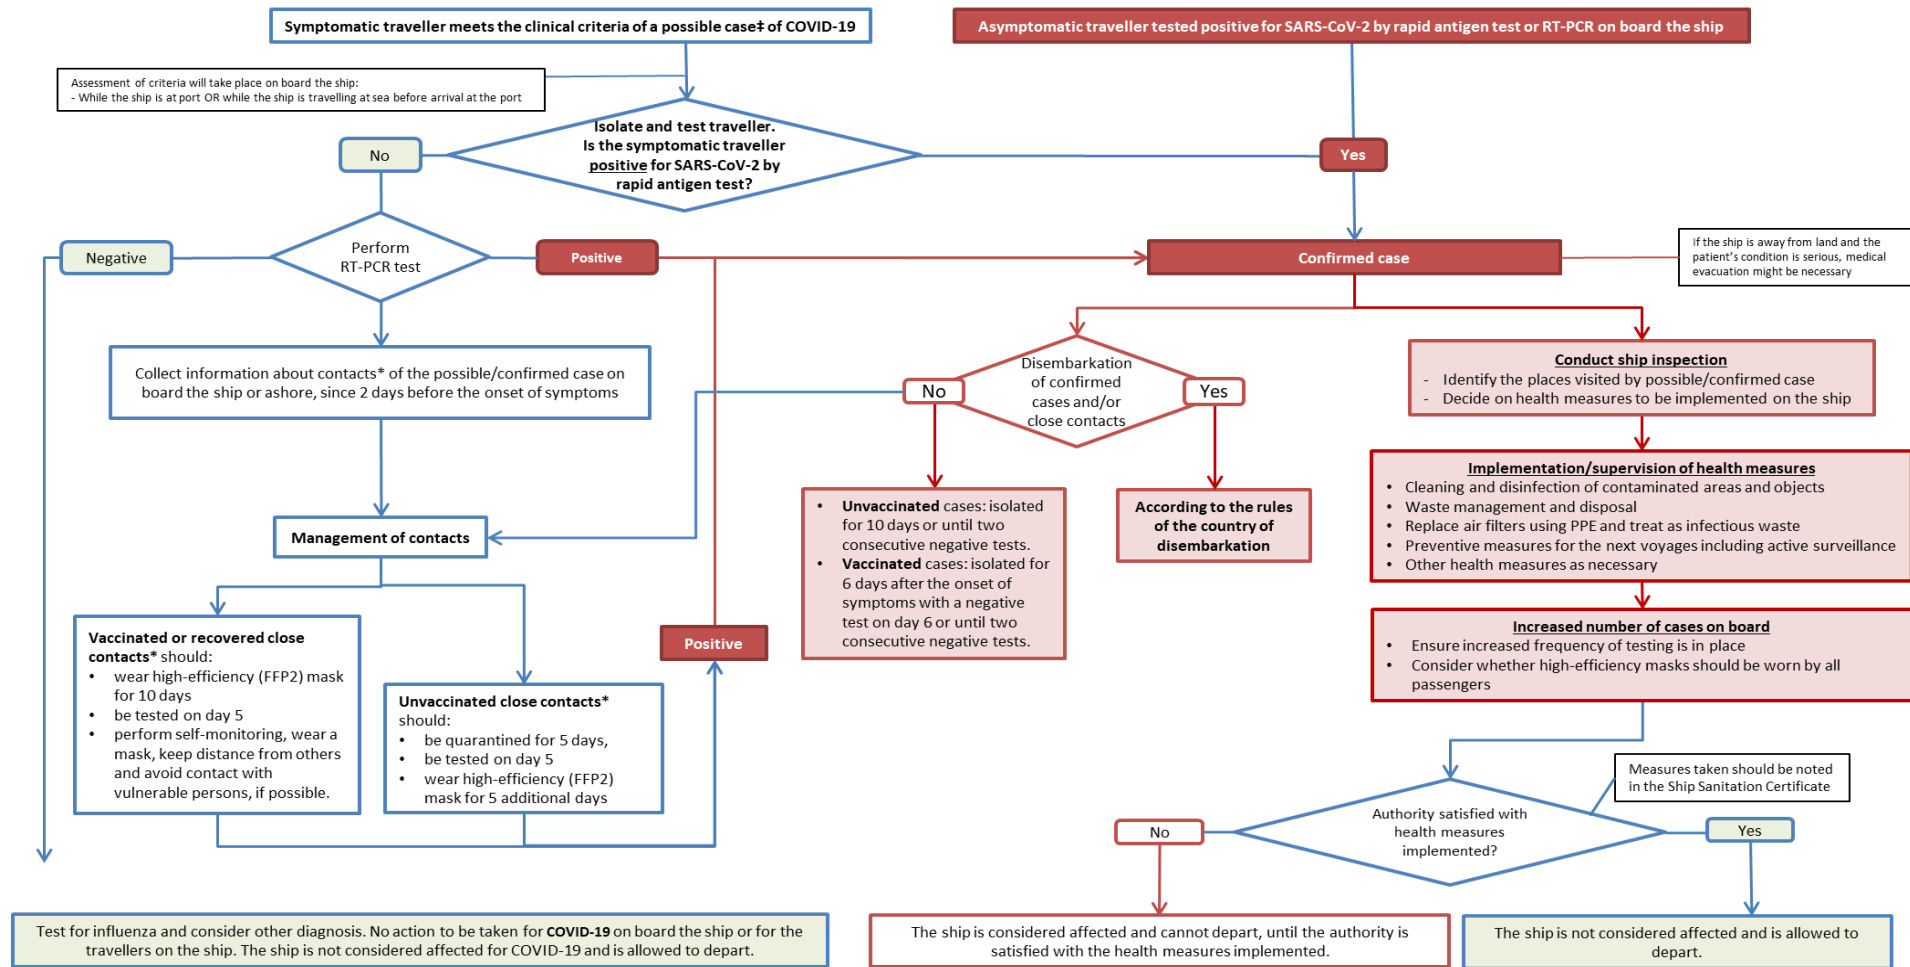 Symptomatic traveller meets the clinical criteria of a possible case‡ of COVID-19
Asymptomatic traveller tested positive for SARS-CoV-2 by rapid antigen test or RT-PCR on board the ship
Assessment of criteria will take place on board the ship:
- While the ship is at port OR while the ship is travelling at sea before arrival at the port
Isolate and test traveller.
Is the symptomatic traveller
positive for SARS-CoV-2 by
rapid antigen test?
No
Yes
Negative
Perform
RT-PCR test
Positive
Confirmed case
If the ship is away from land and the
patient's condition is serious, medical
evacuation might be necessary
Collect information about contacts* of the possible/confirmed case on
board the ship or ashore, since 2 days before the onset of symptoms
Disembarkation
of confirmed
cases and/or
close contacts
No
Yes
Conduct ship inspection
- Identify the places visited by possible/confirmed case
- Decide on health measures to be implemented on the ship
Management of contacts
• Unvaccinated cases: isolated
for 10 days or until two
consecutive negative tests.
• Vaccinated cases: isolated for
6 days after the onset of
symptoms with a negative
test on day 6 or until two
consecutive negative tests.
According to the rules
of the country of
disembarkation
Implementation/supervision of health measures
• Cleaning and disinfection of contaminated areas and objects
• Waste management and disposal
• Replace air filters using PPE and treat as infectious waste
• Preventive measures for the next voyages including active surveillance
• Other health measures as necessary
Vaccinated or recovered close
contacts* should:
• wear high-efficiency (FFP2) mask
for 10 days
• be tested on day 5
• perform self-monitoring, wear a
mask, keep distance from others
and avoid contact with
vulnerable persons, if possible.
Positive
Unvaccinated close contacts*
should:
• be quarantined for 5 days,
• be tested on day 5
• wear high-efficiency (FFP2)
mask for 5 additional days
Increased number of cases on board
• Ensure increased frequency of testing is in place
• Consider whether high-efficiency masks should be worn by all
passengers
Measures taken should be noted
in the Ship Sanitation Certificate
Authority satisfied with
health measures
implemented?
No
Yes
Test for influenza and consider other diagnosis. No action to be taken for COVID-19 on board the ship or for the
travellers on the ship. The ship is not considered affected for COVID-19 and is allowed to depart.
The ship is considered affected and cannot depart, until the authority is
satisfied with the health measures implemented.
The ship is not considered affected and is allowed to
depart.